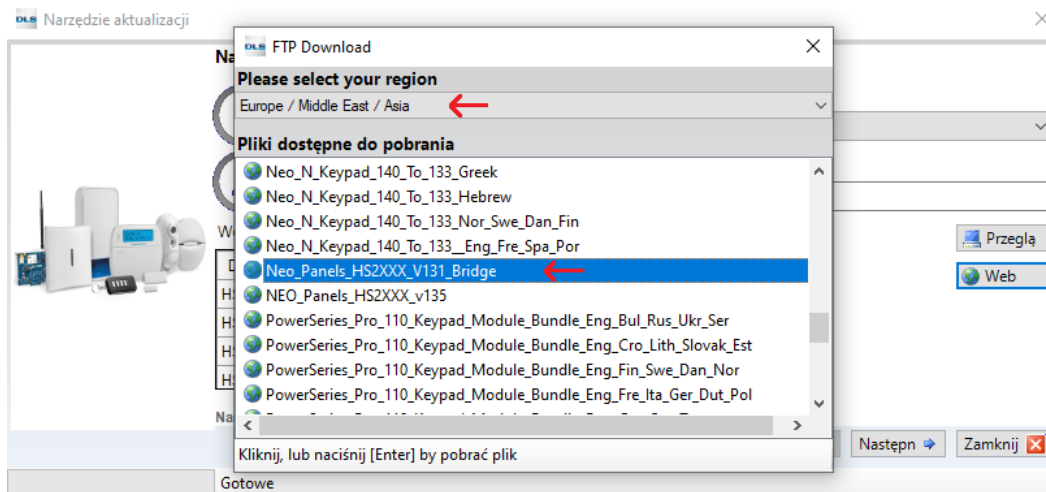 DLS Narzędzie aktualizacji
DLS FTP Download
Please select your region
Europe / Middle East / Asia
Pliki dostępne do pobrania
Neo_N_Keypad_140_To_133_Greek
Neo_N_Keypad_140_To_133_Hebrew
Neo_N_Keypad_140_To_133_Nor_Swe_Dan_Fin
Neo_N_Keypad_140_To_133__Eng_Fre_Spa_Por
Neo_Panels_HS2XXX_V131_Bridge
NEO_Panels_HS2XXX_v135
PowerSeries_Pro_110_Keypad_Module_Bundle_Eng_Bul_Rus_Ukr_Ser
PowerSeries_Pro_110_Keypad_Module_Bundle_Eng_Cro_Lith_Slovak_Est
PowerSeries_Pro_110_Keypad_Module_Bundle_Eng_Fin_Swe_Dan_Nor
PowerSeries_Pro_110_Keypad_Module_Bundle_Eng_Fre_Ita_Ger_Dut_Pol
Kliknij, lub naciśnij [Enter] by pobrać plik
Przeglą
Web
Następn
Zamknij
Gotowe